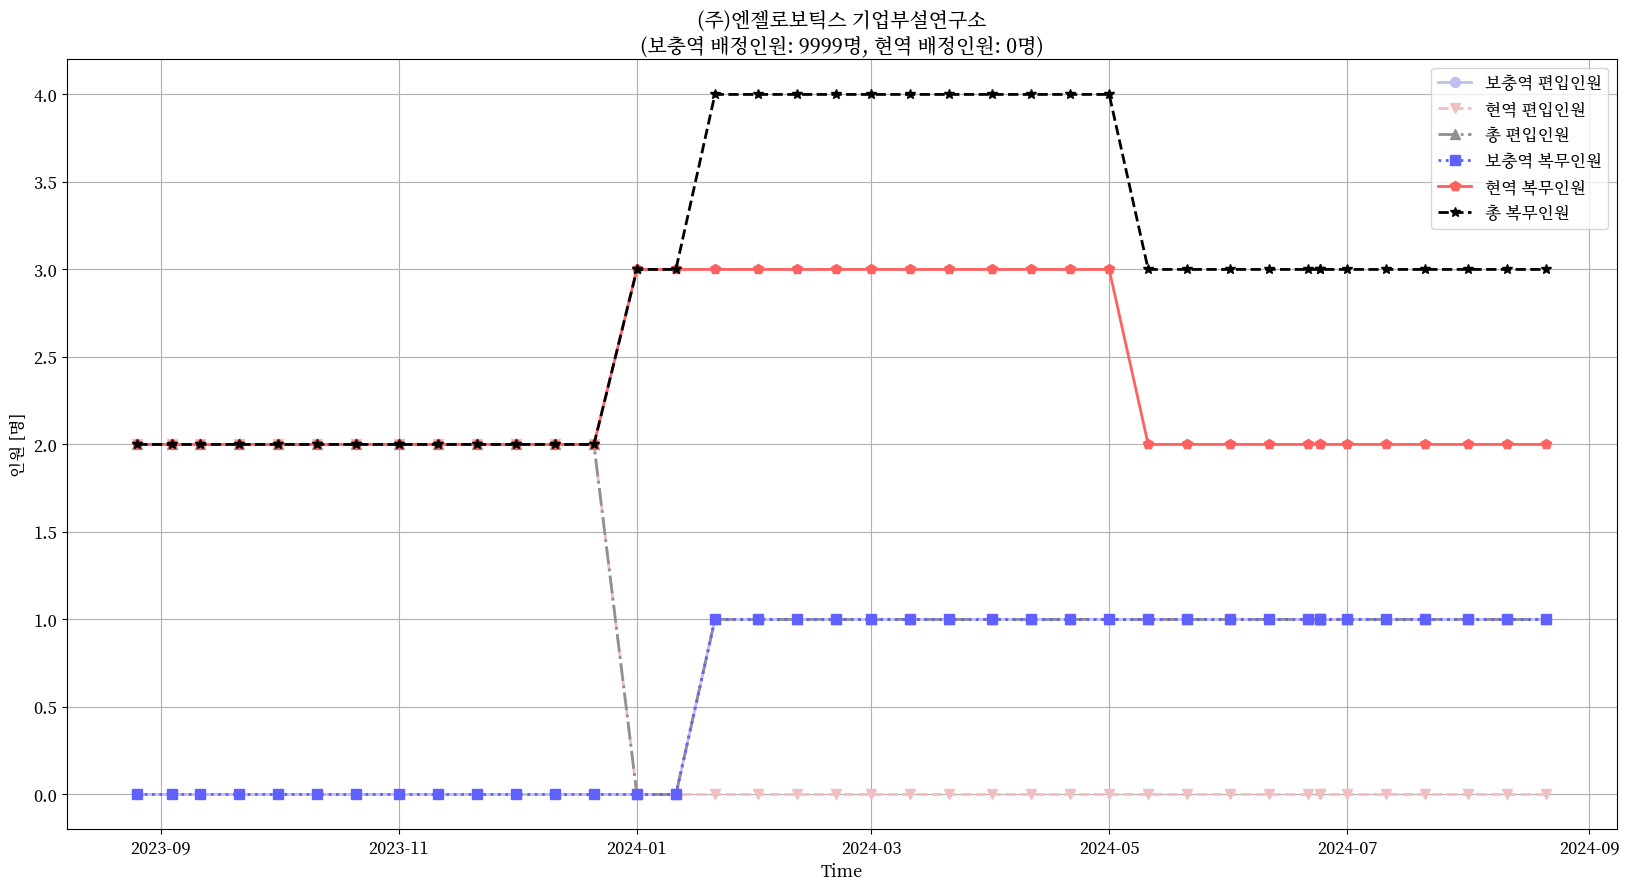 (주)엔젤로보틱스 기업부설연구소
(보충역 배정인원: 9999명, 현역 배정인원: 0명)
보충역 편입인원
현역 편입인원
총 편입인원
보충역 복무인원
현역 복무인원
총 복무인원
인원 [명]
4.0
3.5
3.0
2.5
2.0
1.5
1.0
0.5
0.0
2023-09
2023-11
2024-01
2024-03
2024-05
2024-07
2024-09
Time